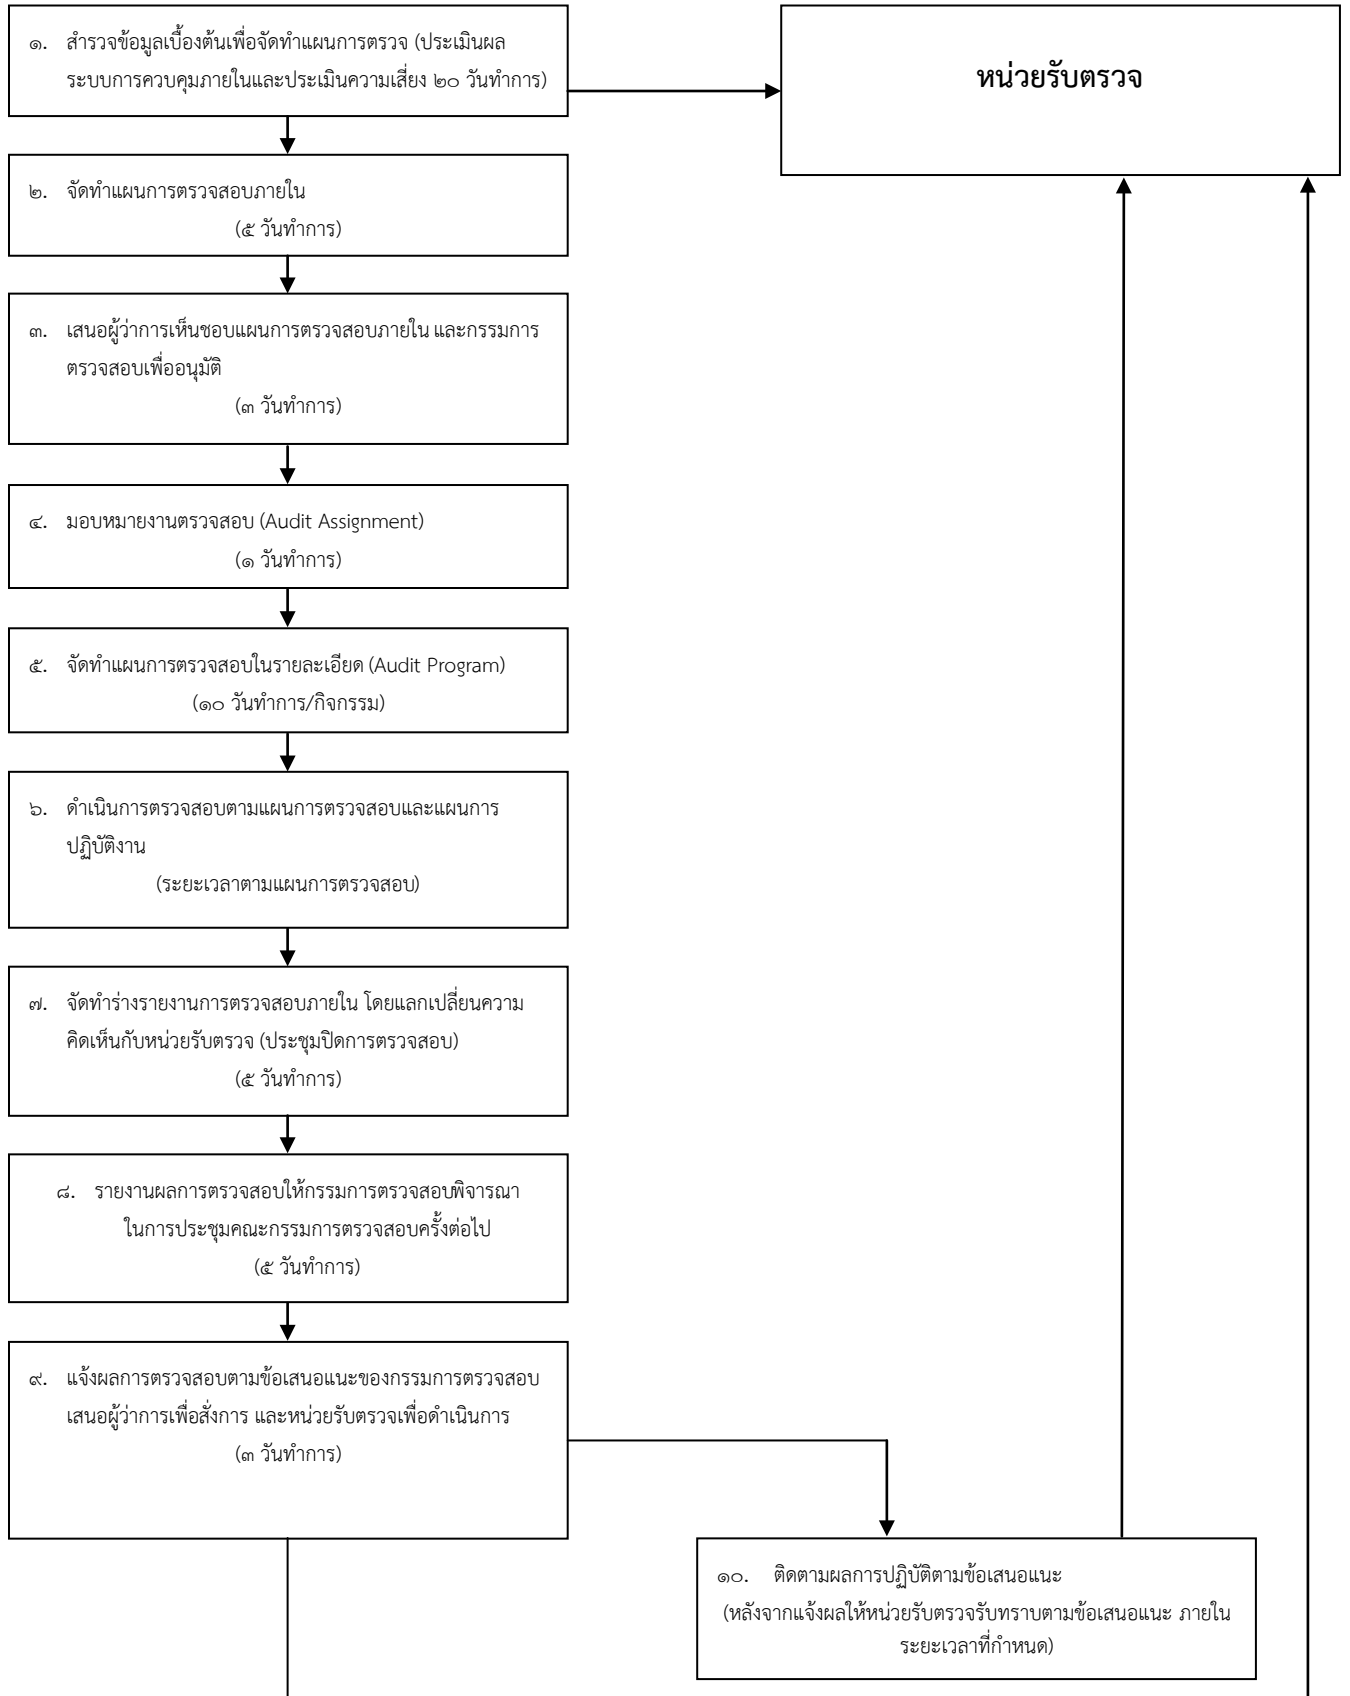 ๑. สำรวจข้อมูลเบื้องต้นเพื่อจัดทำแผนการตรวจ (ประเมินผล
ระบบการควบคุมภายในและประเมินความเสี่ยง ๒๐ วันทำการ)
หน่วยรับตรวจ
๒. จัดทำแผนการตรวจสอบภายใน
(๕ วันทำการ)
๓. เสนอผู้ว่าการเห็นชอบแผนการตรวจสอบภายใน และกรรมการ
ตรวจสอบเพื่ออนุมัติ
(๓ วันทำการ)
๔. มอบหมายงานตรวจสอบ (Audit Assignment)
(๑ วันทำการ)
๕. จัดทำแผนการตรวจสอบในรายละเอียด (Audit Program)
(๑๐ วันทำการ/กิจกรรม)
๖. ดำเนินการตรวจสอบตามแผนการตรวจสอบและแผนการ
ปฏิบัติงาน
(ระยะเวลาตามแผนการตรวจสอบ)
๗. จัดทำร่างรายงานการตรวจสอบภายใน โดยแลกเปลี่ยนความ
คิดเห็นกับหน่วยรับตรวจ (ประชุมปิดการตรวจสอบ)
(๕ วันทำการ)
๘. รายงานผลการตรวจสอบให้กรรมการตรวจสอบพิจารณา
ในการประชุมคณะกรรมการตรวจสอบครั้งต่อไป
(๕ วันทำการ)
๙. แจ้งผลการตรวจสอบตามข้อเสนอแนะของกรรมการตรวจสอบ
เสนอผู้ว่าการเพื่อสั่งการ และหน่วยรับตรวจเพื่อดำเนินการ
(๓ วันทำการ)
๑๐. ติดตามผลการปฏิบัติตามข้อเสนอแนะ
(หลังจากแจ้งผลให้หน่วยรับตรวจรับทราบตามข้อเสนอแนะ ภายใน
ระยะเวลาที่กำหนด)